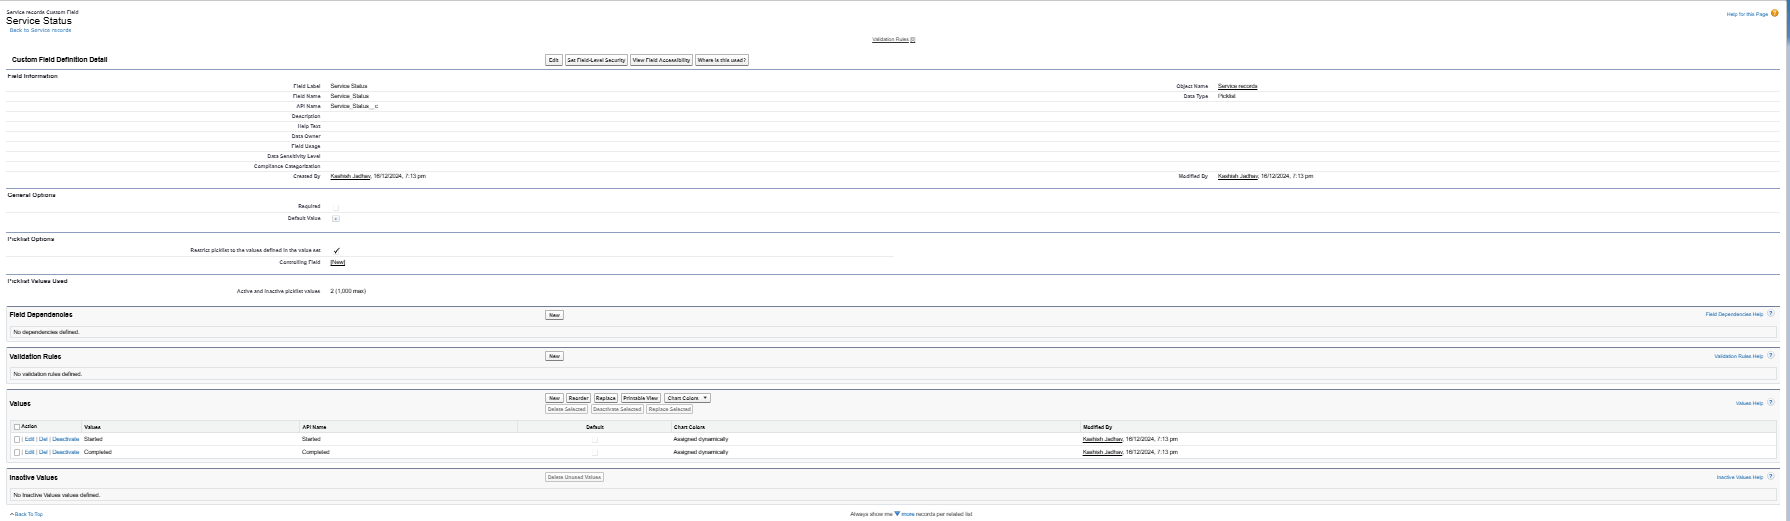 Service records Custom Field
Service Status
Back to Service records
Help for this Page
Validation Rules [0]
Custom Field Definition Detail
Edit Set Field-Level Security View Field Accessibility Where is this used?
Field Information
Field Label Service Status Object Name Service records
Field Name Service_Status Data Type Picklist
API Name Service_Status__c
Description
Help Text
Data Owner
Field Usage
Data Sensitivity Level
Compliance Categorization
Created By Kashish Jadhav, 16/12/2024, 7:13 pm Modified By Kashish Jadhav, 16/12/2024, 7:13 pm
General Options
Required
Default Value
Picklist Options
Restrict picklist to the values defined in the value set ✓
Controlling Field [New]
Picklist Values Used
Active and inactive picklist values 2 (1,000 max)
Field Dependencies New Field Dependencies Help ?
No dependencies defined.
Validation Rules New Validation Rules Help ?
No validation rules defined.
Values New Reorder Replace Printable View Chart Colors ▼ Values Help ?
Delete Selected Deactivate Selected Replace Selected
Action Values API Name Default Chart Colors Modified By
| Edit | Del | Deactivate Started Started Assigned dynamically Kashish Jadhav, 16/12/2024, 7:13 pm
| Edit | Del | Deactivate Completed Completed Assigned dynamically Kashish Jadhav, 16/12/2024, 7:13 pm
Inactive Values Delete Unused Values Inactive Values Help ?
No Inactive Values values defined.
^ Back To Top Always show me ▼ more records per related list